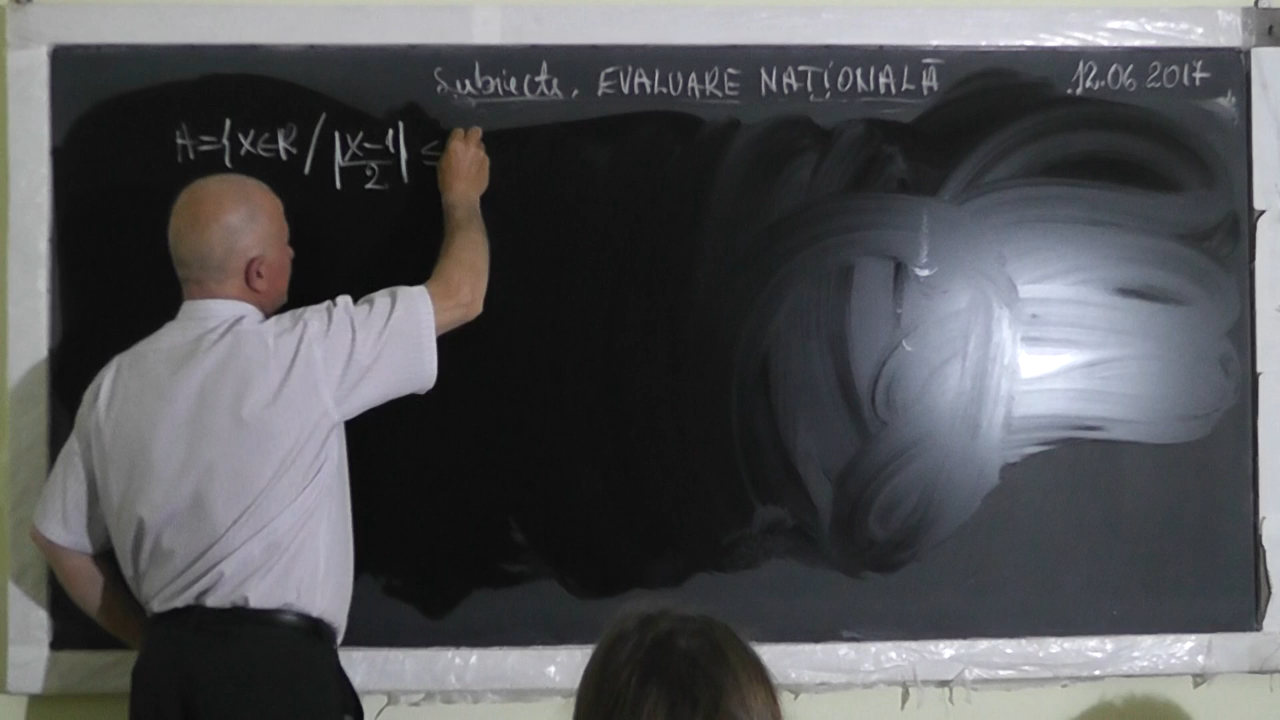 Subiecte, EVALUARE NAȚIONALĂ 12.06.2017
A={x∈R / |x-1/2| ≤